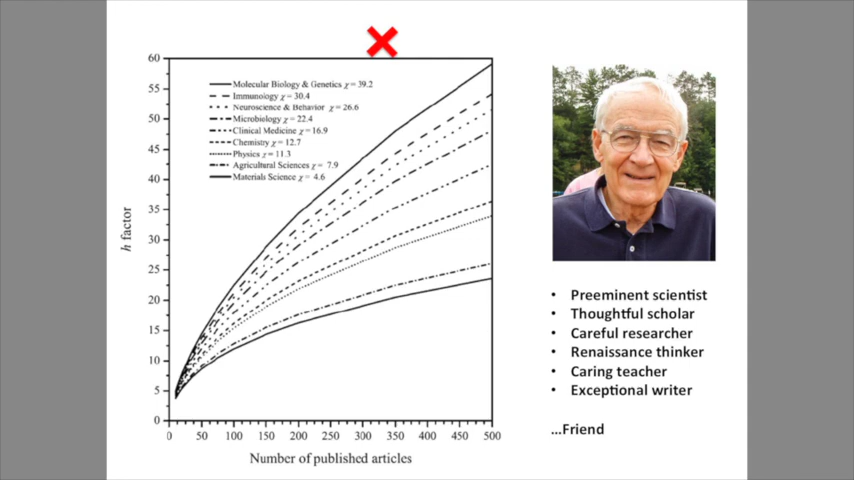 60
55
50
45
40
35
30
25
20
15
10
5
0
h factor
Molecular Biology & Genetics χ = 39.2
Immunology χ = 30.4
Neuroscience & Behavior χ = 26.6
Microbiology χ = 22.4
Clinical Medicine χ = 16.9
Chemistry χ = 12.7
Physics χ = 11.3
Agricultural Sciences χ = 7.9
Materials Science χ = 4.6
0 50 100 150 200 250 300 350 400 450 500
Number of published articles
• Preeminent scientist
• Thoughtful scholar
• Careful researcher
• Renaissance thinker
• Caring teacher
• Exceptional writer
...Friend